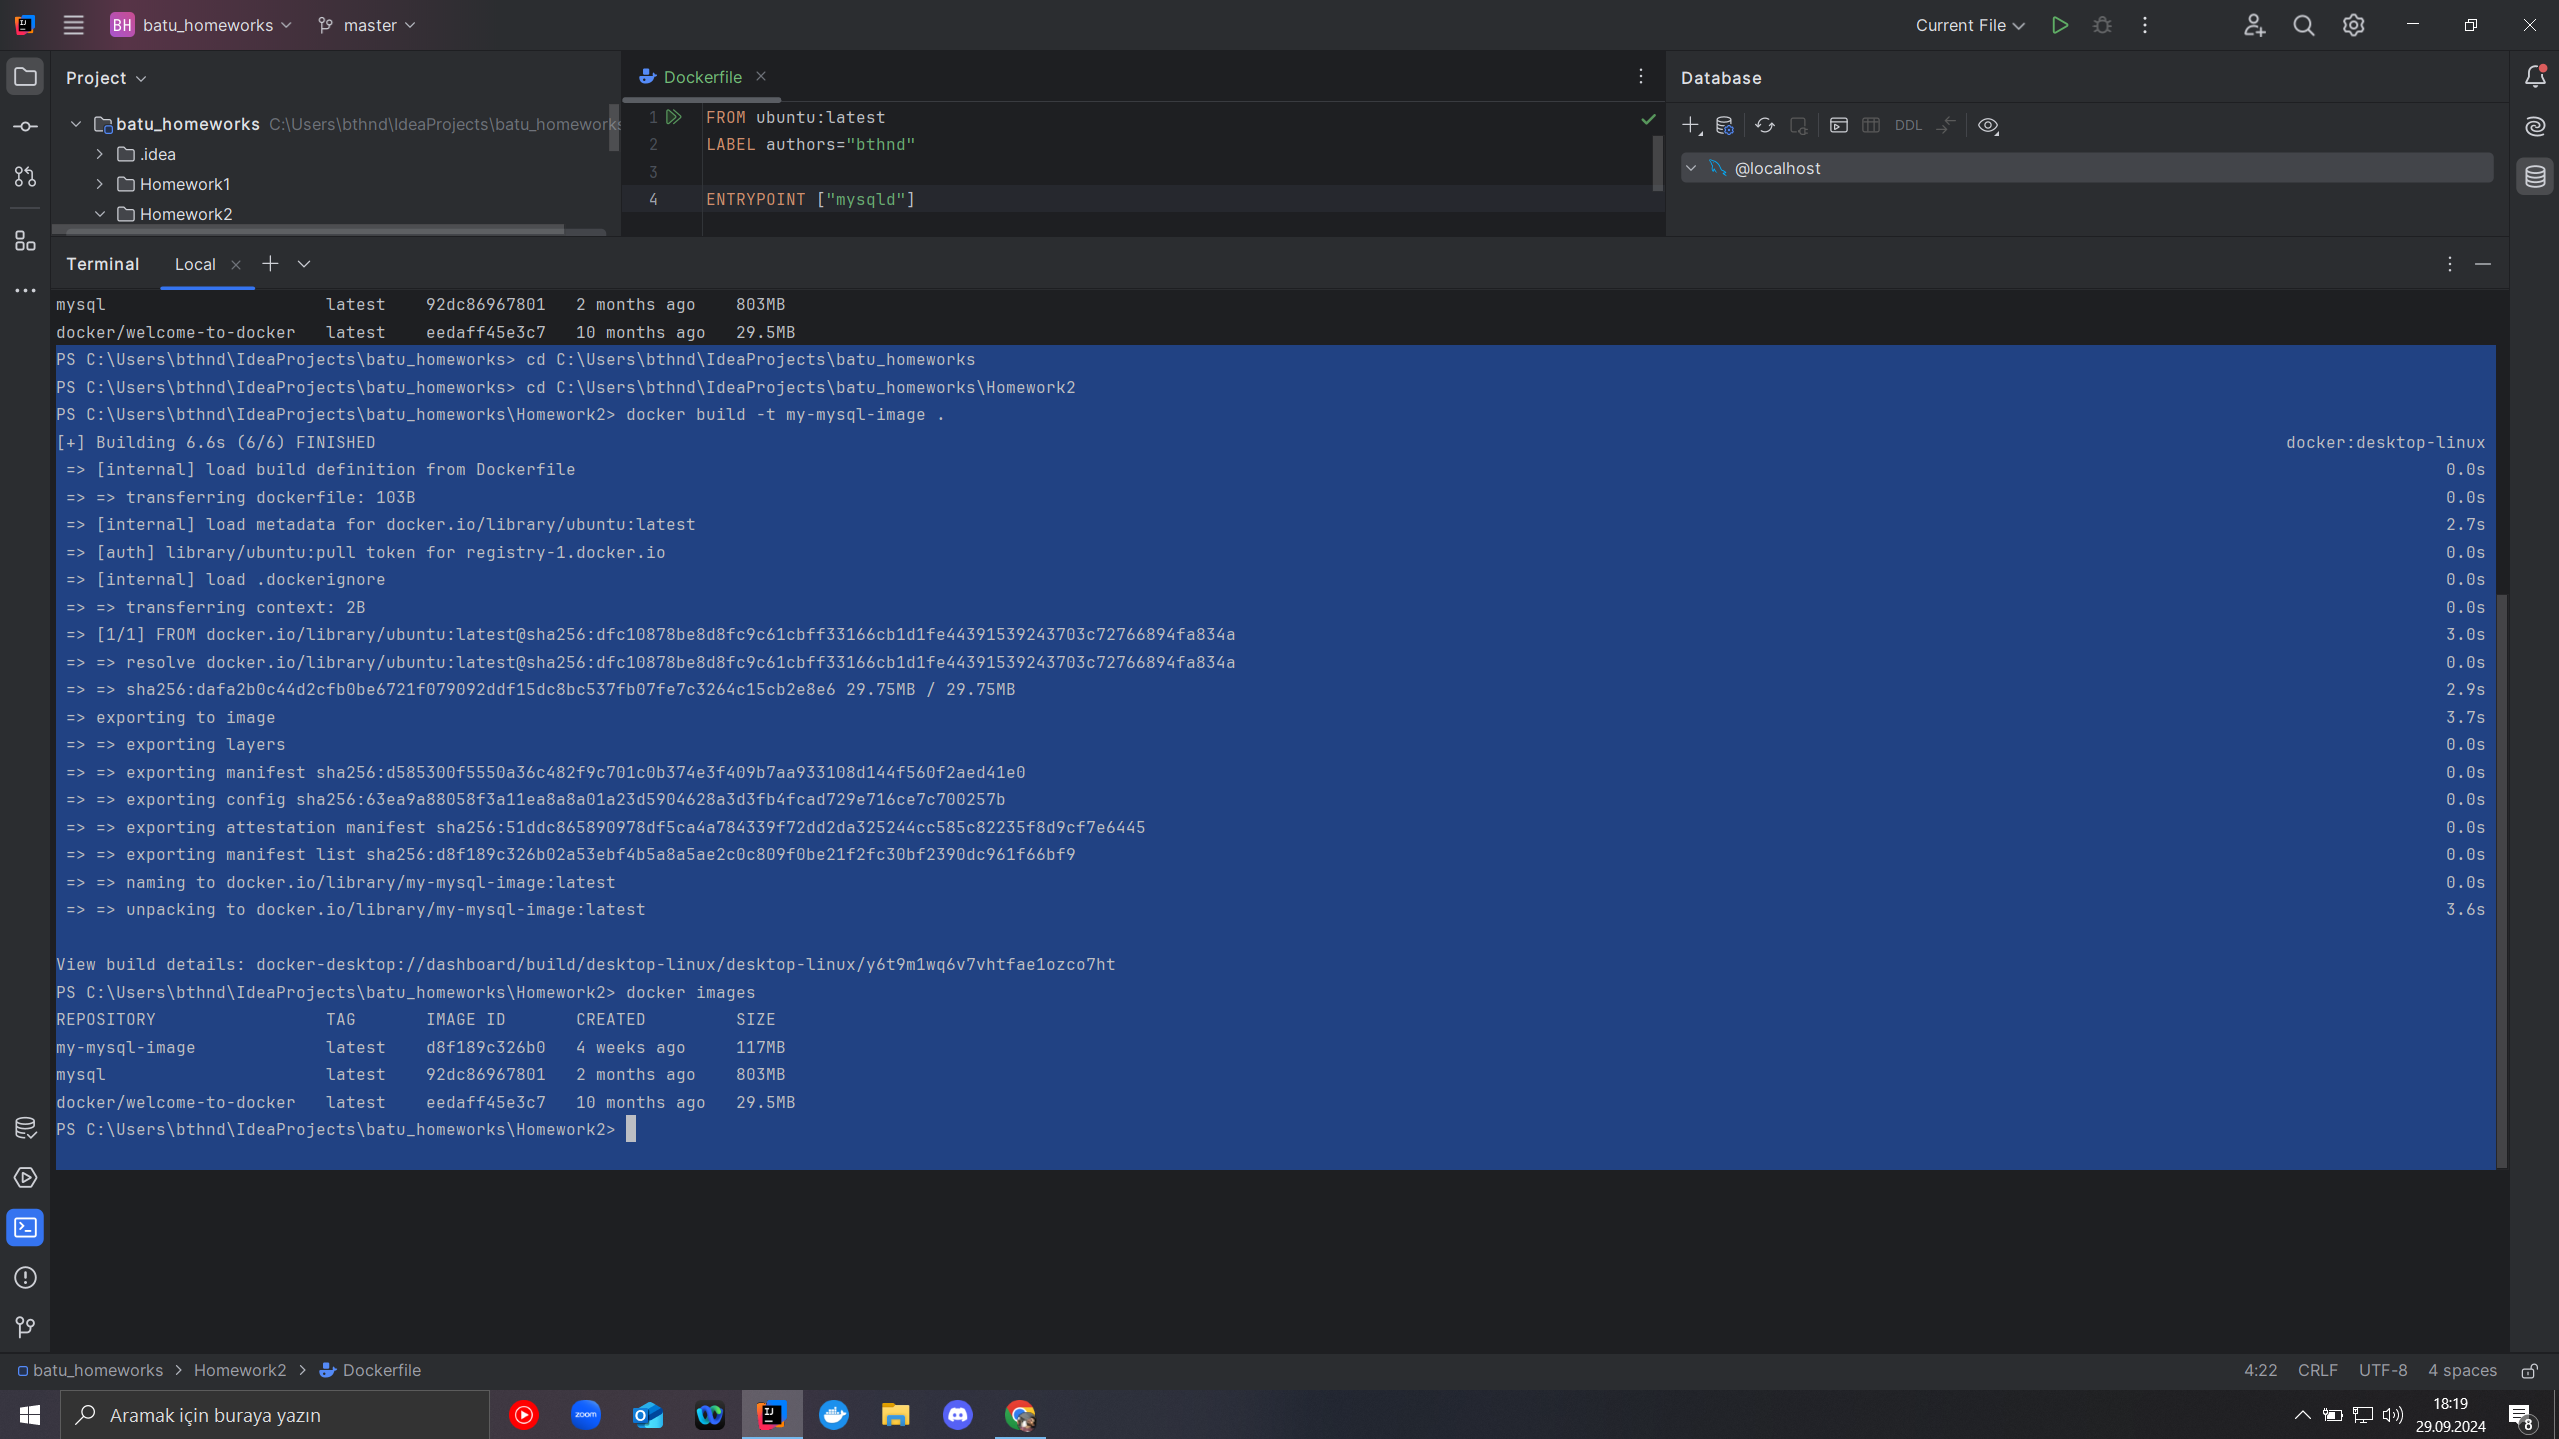 BH batu_homeworks master Current File
Project
batu_homeworks C:\Users\bthnd\IdeaProjects\batu_homeworks
.idea
Homework1
Homework2
Dockerfile
1 FROM ubuntu:latest
2 LABEL authors="bthnd"
3
4 ENTRYPOINT ["mysqld"]
Database
DDL
@localhost
Terminal Local
mysql latest 92dc86967801 2 months ago 803MB
docker/welcome-to-docker latest eedaff45e3c7 10 months ago 29.5MB
PS C:\Users\bthnd\IdeaProjects\batu_homeworks> cd C:\Users\bthnd\IdeaProjects\batu_homeworks
PS C:\Users\bthnd\IdeaProjects\batu_homeworks> cd C:\Users\bthnd\IdeaProjects\batu_homeworks\Homework2
PS C:\Users\bthnd\IdeaProjects\batu_homeworks\Homework2> docker build -t my-mysql-image .
[+] Building 6.6s (6/6) FINISHED docker:desktop-linux
=> [internal] load build definition from Dockerfile 0.0s
=> => transferring dockerfile: 103B 0.0s
=> [internal] load metadata for docker.io/library/ubuntu:latest 2.7s
=> [auth] library/ubuntu:pull token for registry-1.docker.io 0.0s
=> [internal] load .dockerignore 0.0s
=> => transferring context: 2B 0.0s
=> [1/1] FROM docker.io/library/ubuntu:latest@sha256:dfc10878be8d8fc9c61cbff33166cb1d1fe44391539243703c72766894fa834a 3.0s
=> => resolve docker.io/library/ubuntu:latest@sha256:dfc10878be8d8fc9c61cbff33166cb1d1fe44391539243703c72766894fa834a 0.0s
=> => sha256:dafa2b0c44d2cfb0be6721f079092ddf15dc8bc537fb07fe7c3264c15cb2e8e6 29.75MB / 29.75MB 2.9s
=> exporting to image 3.7s
=> => exporting layers 0.0s
=> => exporting manifest sha256:d585300f5550a36c482f9c701c0b374e3f409b7aa933108d144f560f2aed41e0 0.0s
=> => exporting config sha256:63ea9a88058f3a11ea8a8a01a23d5904628a3d3fb4fcad729e716ce7c700257b 0.0s
=> => exporting attestation manifest sha256:51ddc865890978df5ca4a784339f72dd2da325244cc585c82235f8d9cf7e6445 0.0s
=> => exporting manifest list sha256:d8f189c326b02a53ebf4b5a8a5ae2c0c809f0be21f2fc30bf2390dc961f66bf9 0.0s
=> => naming to docker.io/library/my-mysql-image:latest 0.0s
=> => unpacking to docker.io/library/my-mysql-image:latest 3.6s
View build details: docker-desktop://dashboard/build/desktop-linux/desktop-linux/y6t9m1wq6v7vhtfae1ozco7ht
PS C:\Users\bthnd\IdeaProjects\batu_homeworks\Homework2> docker images
REPOSITORY TAG IMAGE ID CREATED SIZE
my-mysql-image latest d8f189c326b0 4 weeks ago 117MB
mysql latest 92dc86967801 2 months ago 803MB
docker/welcome-to-docker latest eedaff45e3c7 10 months ago 29.5MB
PS C:\Users\bthnd\IdeaProjects\batu_homeworks\Homework2>
batu_homeworks > Homework2 > Dockerfile 4:22 CRLF UTF-8 4 spaces
Aramak için buraya yazın
zoom
18:19
29.09.2024
8